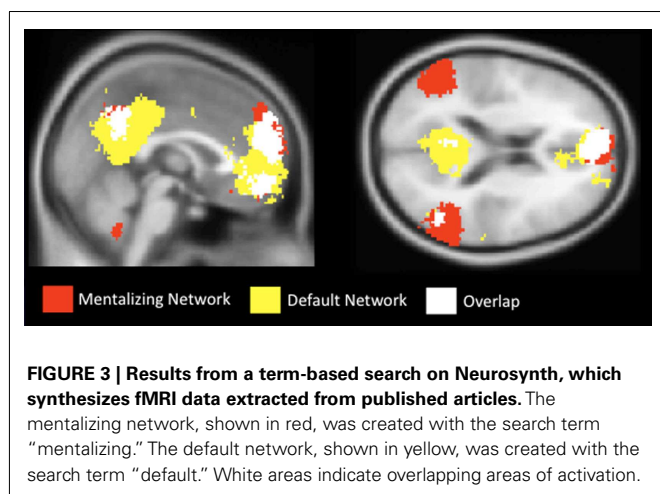 Mentalizing Network Default Network Overlap
FIGURE 3 | Results from a term-based search on Neurosynth, which
synthesizes fMRI data extracted from published articles. The
mentalizing network, shown in red, was created with the search term
“mentalizing.” The default network, shown in yellow, was created with the
search term “default.” White areas indicate overlapping areas of activation.